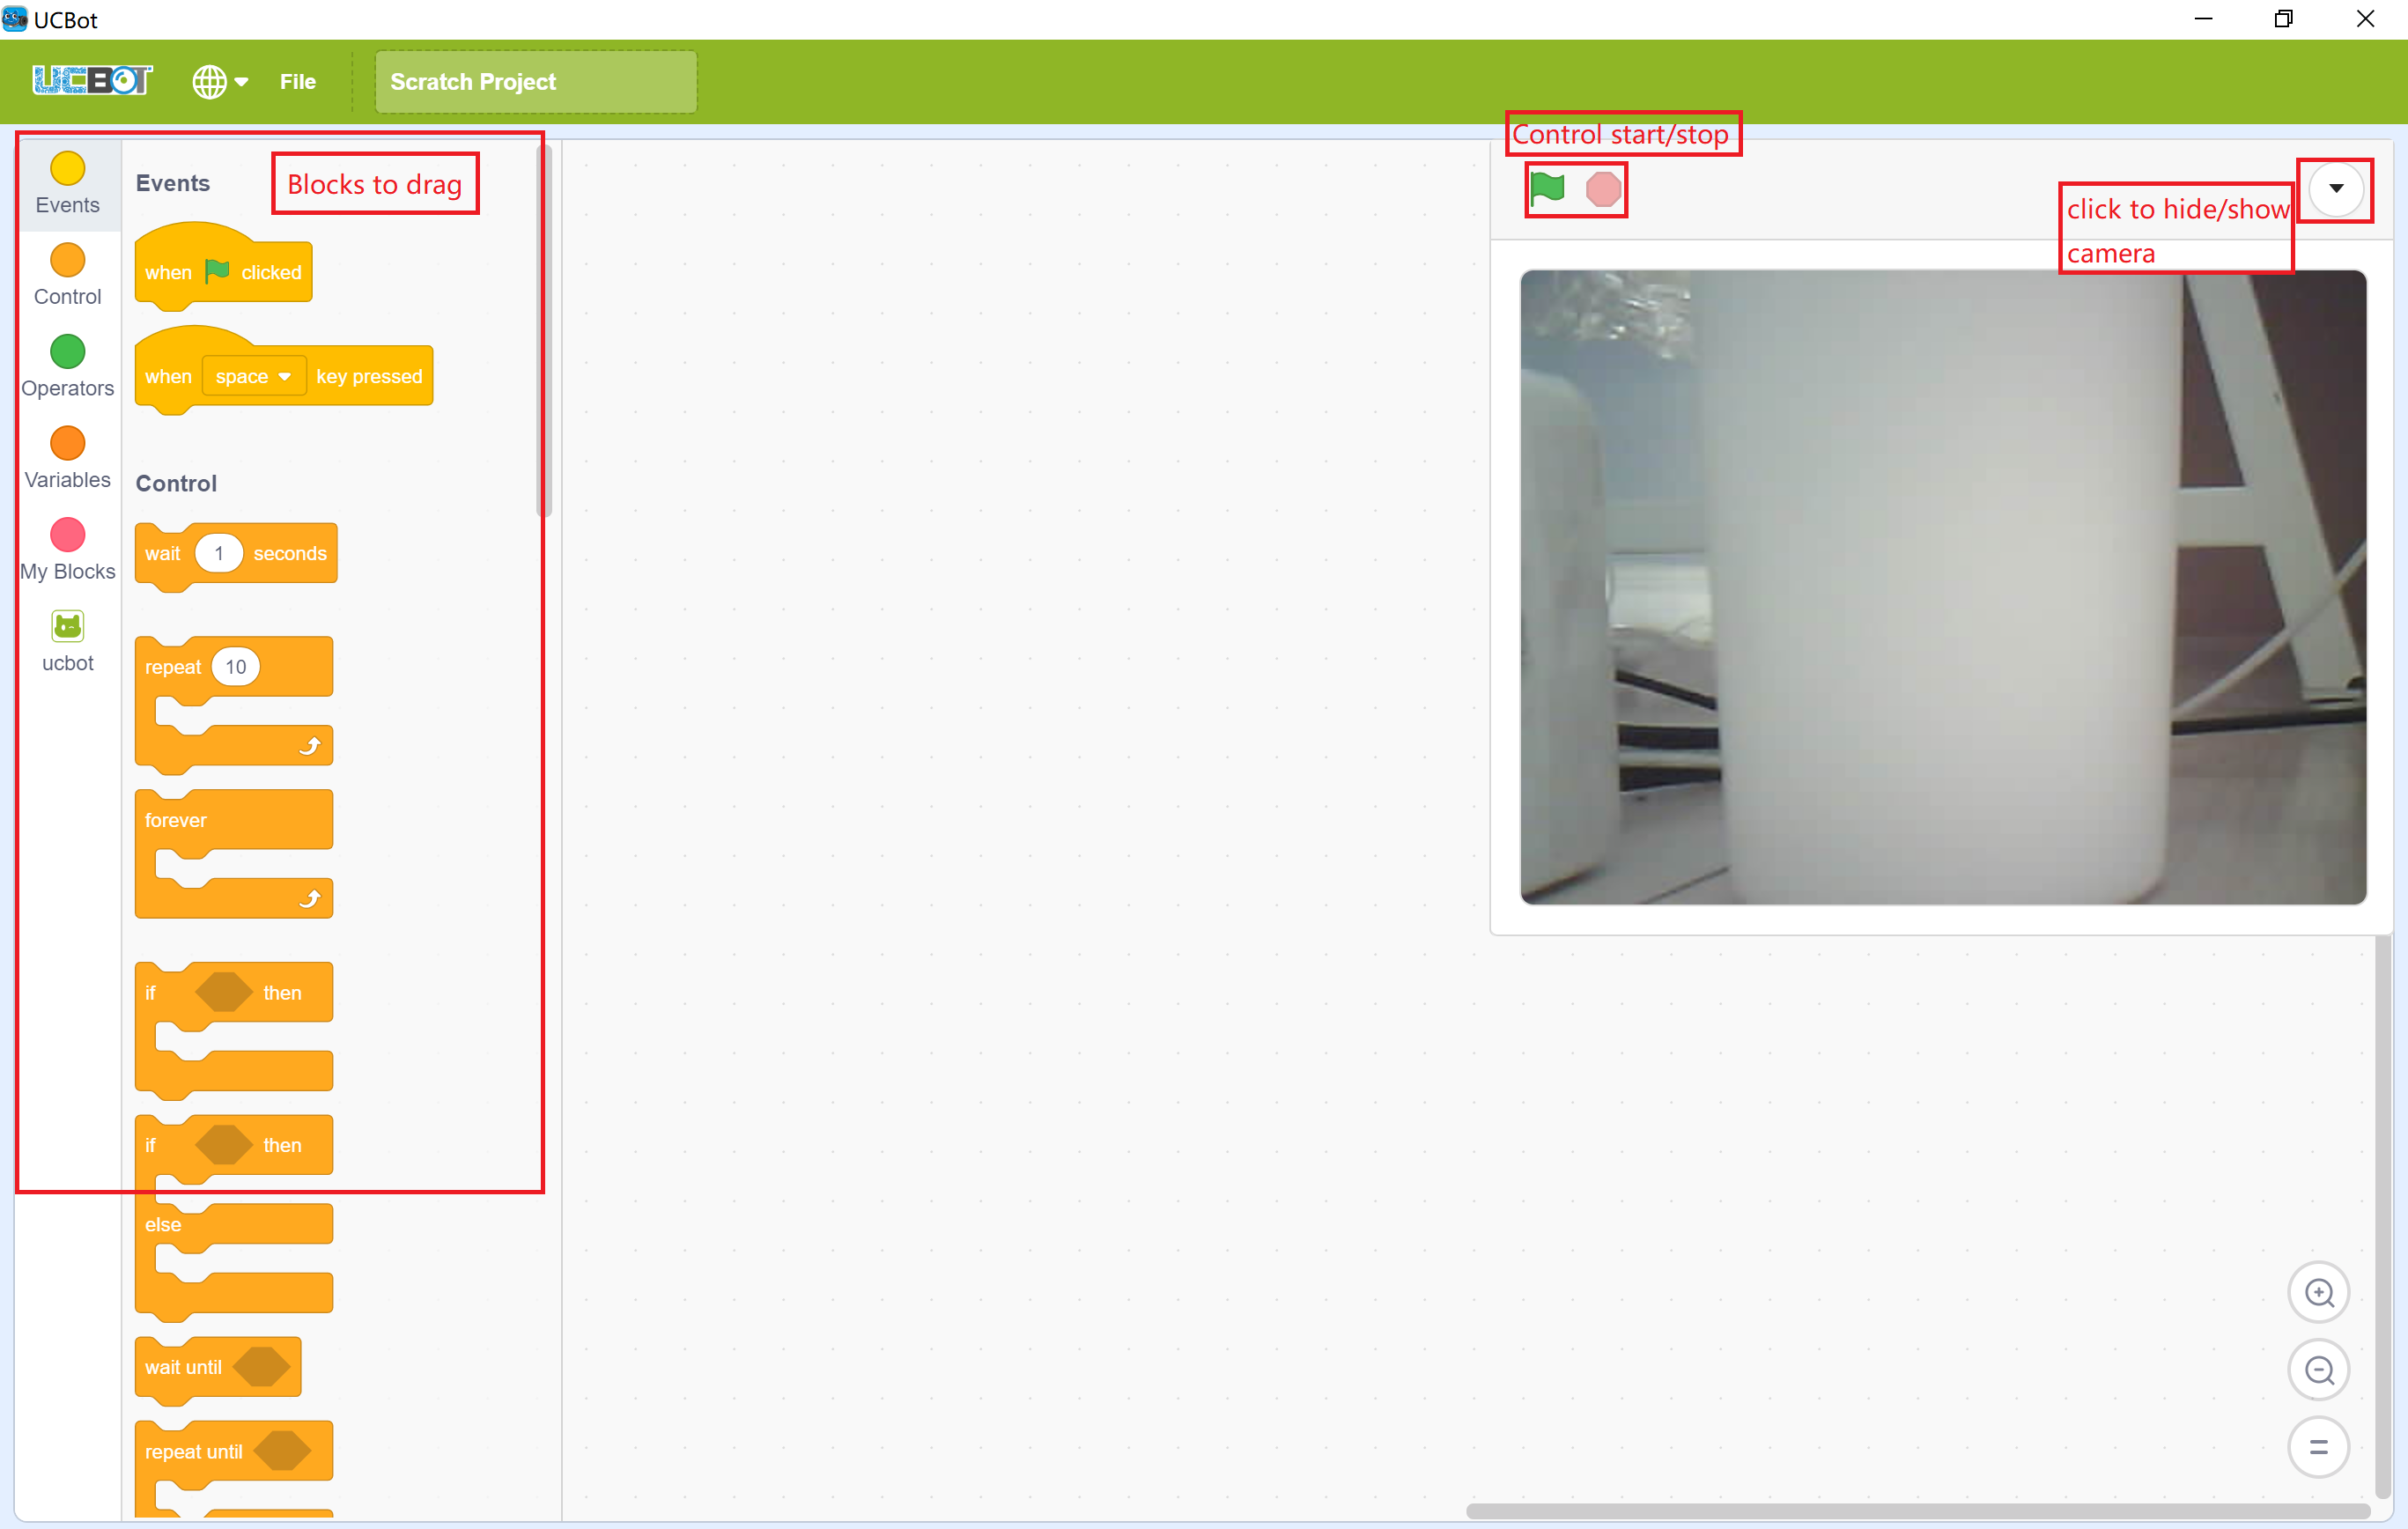 UCBot
UCBOT
File
Scratch Project
Control start/stop
Events
Control
Operators
Variables
My Blocks
ucbot
Events
Blocks to drag
when clicked
when space key pressed
Control
wait 1 seconds
repeat 10
forever
if then
if then
else
wait until
repeat until
click to hide/show
camera